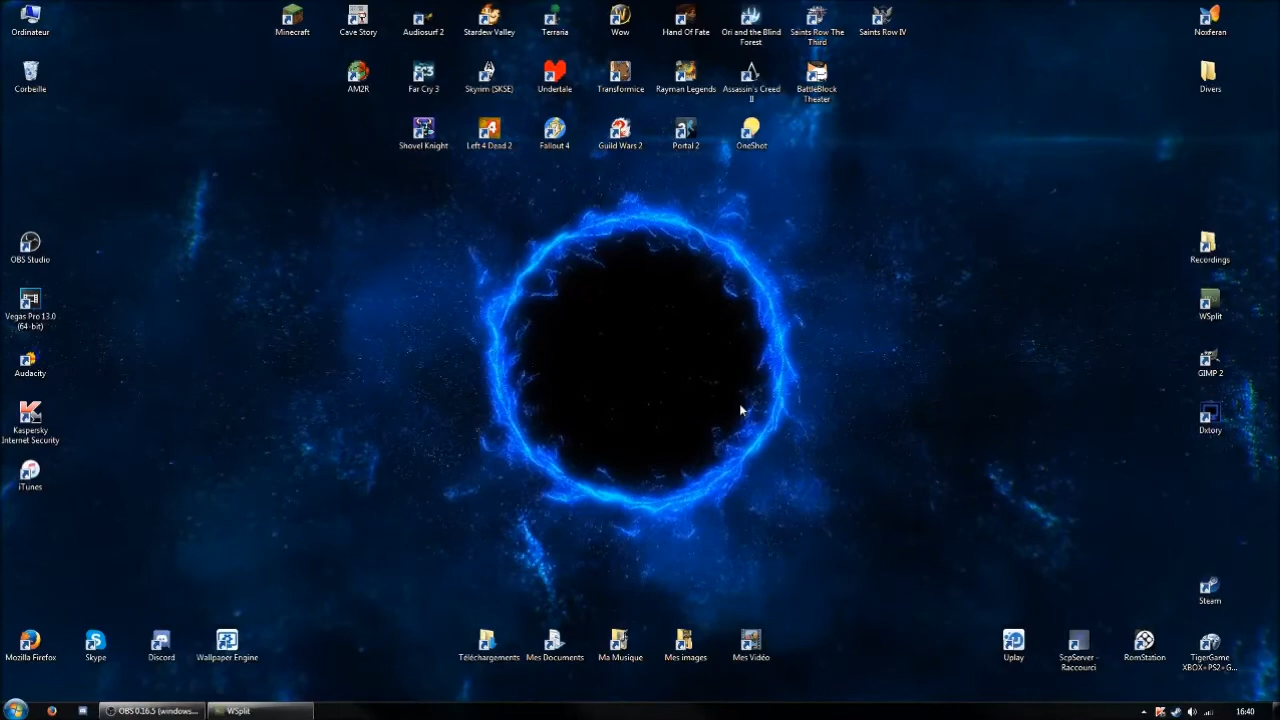 Ordinateur
Minecraft
Cave Story
Audiosurf 2
Stardew Valley
Terraria
Wow
Hand Of Fate
Ori and the Blind
Forest
Saints Row The
Third
Saints Row IV
Noxferan
Corbeille
AM2R
Far Cry 3
Skyrim (SKSE)
Undertale
Transformice
Rayman Legends
Assassin's Creed
II
BattleBlock
Theater
Divers
Shovel Knight
Left 4 Dead 2
Fallout 4
Guild Wars 2
Portal 2
OneShot
OBS Studio
Recordings
Vegas Pro 13.0
(64-bit)
WSplit
Audacity
GIMP 2
Kaspersky
Internet Security
Dxtory
iTunes
Steam
Mozilla Firefox
Skype
Discord
Wallpaper Engine
Téléchargements
Mes Documents
Ma Musique
Mes images
Mes Vidéo
Uplay
ScpServer -
Raccourci
RomStation
TigerGame
XBOX+PS2+G...
OBS 0.16.5 (windows...
WSplit
16:40